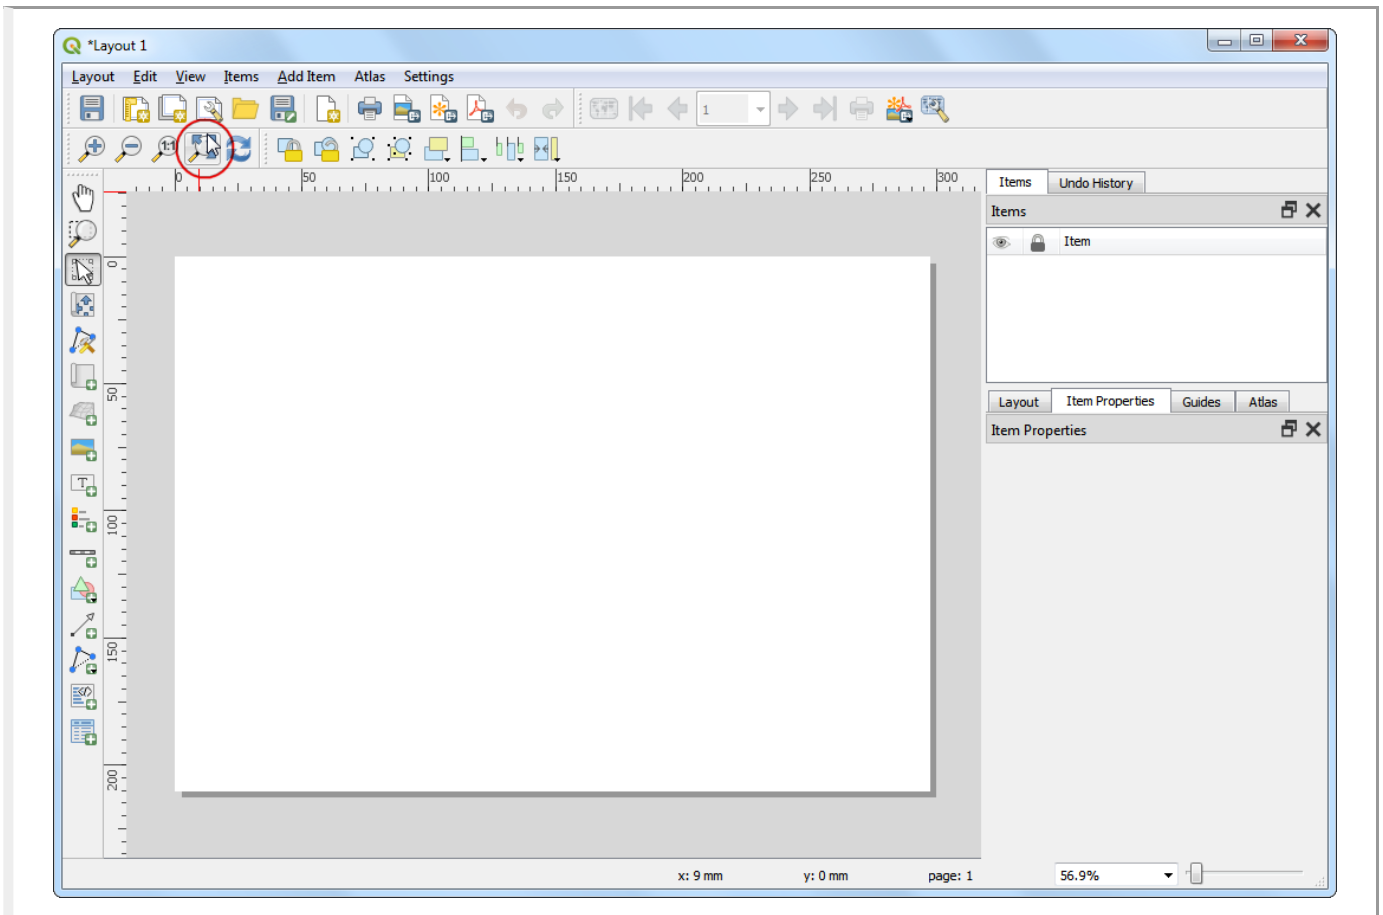 *Layout 1
Layout Edit View Items Add Item Atlas Settings
1
1:1
0 50 100 150 200 250 300
Items Undo History
Items
Item
0
50
100
150
200
Layout Item Properties Guides Atlas
Item Properties
T
x: 9 mm y: 0 mm page: 1 56.9%